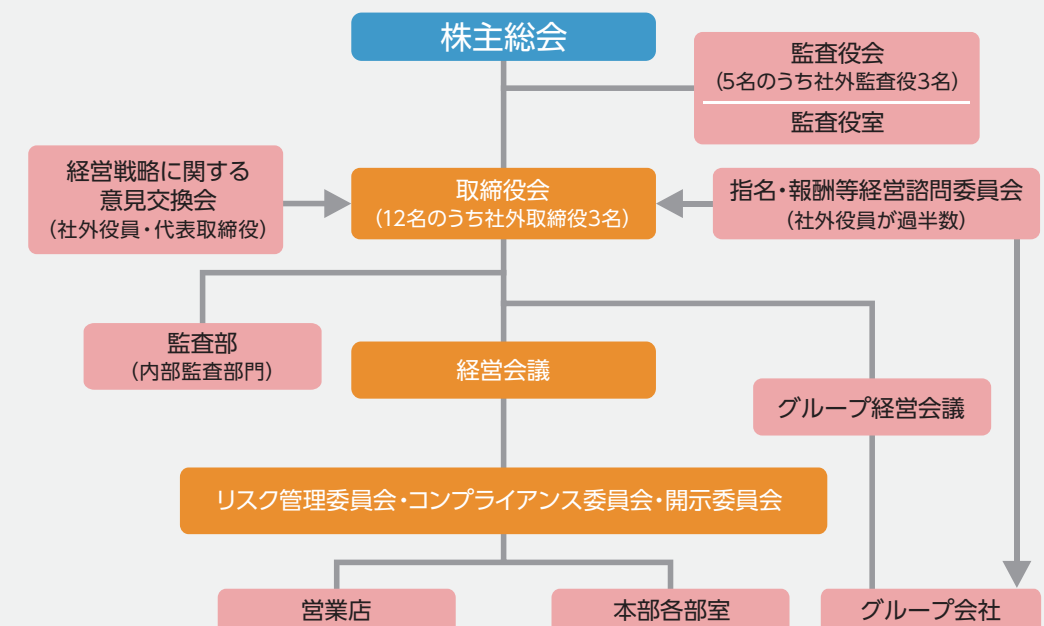 株主総会
監査役会
(5名のうち社外監査役3名)
監査役室
経営戦略に関する
意見交換会
(社外役員・代表取締役)
取締役会
(12名のうち社外取締役3名)
指名・報酬等経営諮問委員会
(社外役員が過半数)
監査部
(内部監査部門)
経営会議
グループ経営会議
リスク管理委員会・コンプライアンス委員会・開示委員会
営業店
本部各部室
グループ会社